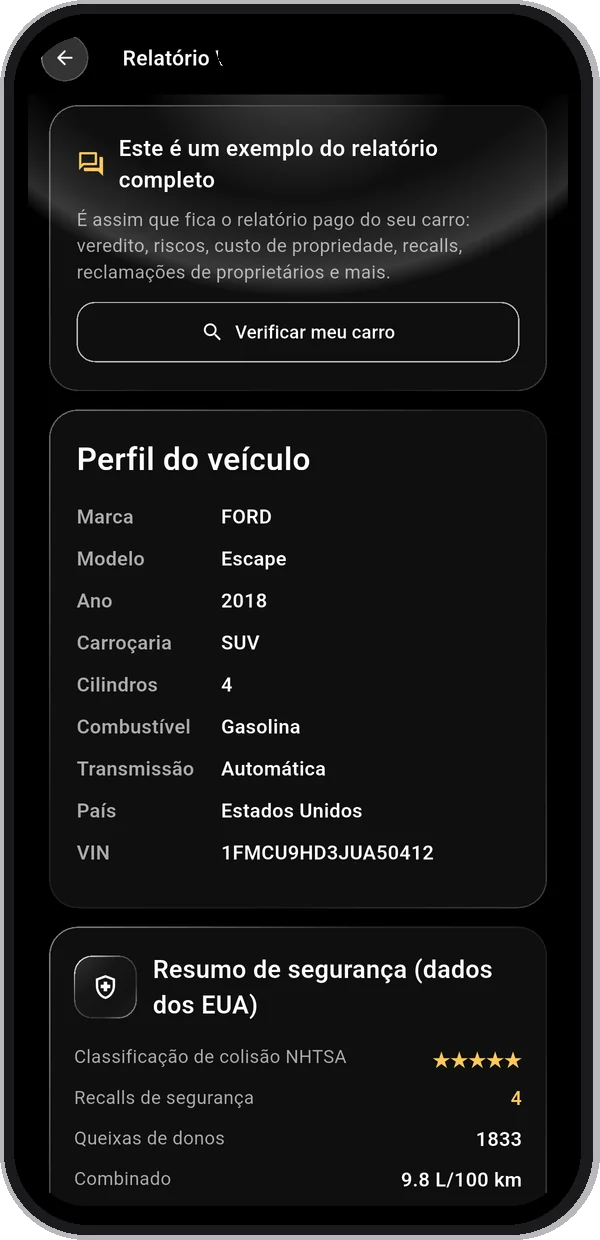 Relatório
Este é um exemplo do relatório
completo
É assim que fica o relatório pago do seu carro:
veredito, riscos, custo de propriedade, recalls,
reclamações de proprietários e mais.
Verificar meu carro
Perfil do veículo
Marca FORD
Modelo Escape
Ano 2018
Carroçaria SUV
Cilindros 4
Combustível Gasolina
Transmissão Automática
País Estados Unidos
VIN 1FMCU9HD3JUA50412
Resumo de segurança (dados
dos EUA)
Classificação de colisão NHTSA ★★★★★
Recalls de segurança 4
Queixas de donos 1833
Combinado 9.8 L/100 km